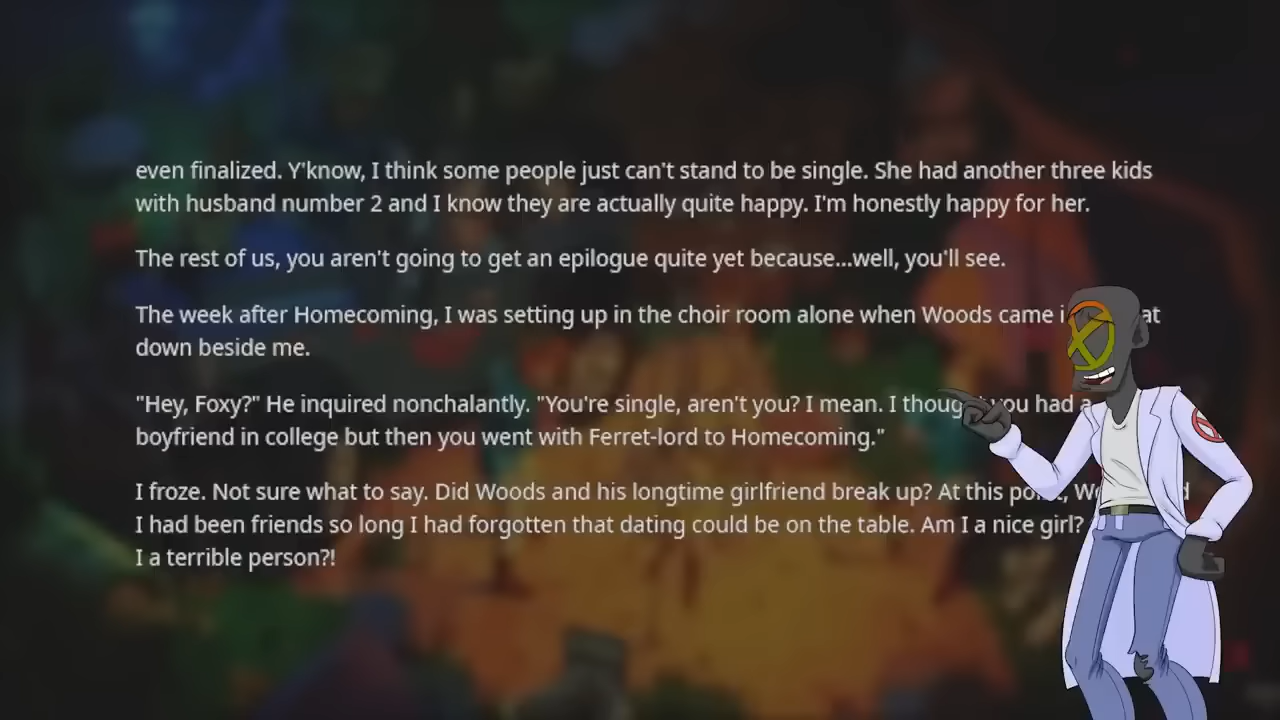 even finalized. Y'know, I think some people just can't stand to be single. She had another three kids
with husband number 2 and I know they are actually quite happy. I'm honestly happy for her.
The rest of us, you aren't going to get an epilogue quite yet because...well, you'll see.
The week after Homecoming, I was setting up in the choir room alone when Woods came
down beside me.
"Hey, Foxy?" He inquired nonchalantly. "You're single, aren't you? I mean. I thought you had a
boyfriend in college but then you went with Ferret-lord to Homecoming."
I froze. Not sure what to say. Did Woods and his longtime girlfriend break up? At this point,
I had been friends so long I had forgotten that dating could be on the table. Am I a nice girl?
I a terrible person?!